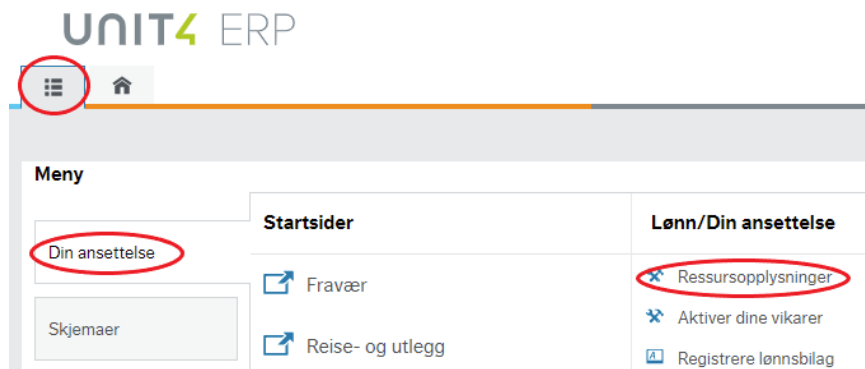 UNIT4 ERP
Meny
Din ansettelse
Skjemaer
Startsider
Fravær
Reise- og utlegg
Lønn/Din ansettelse
Ressursopplysninger
Aktiver dine vikarer
Registrere lønnsbilag